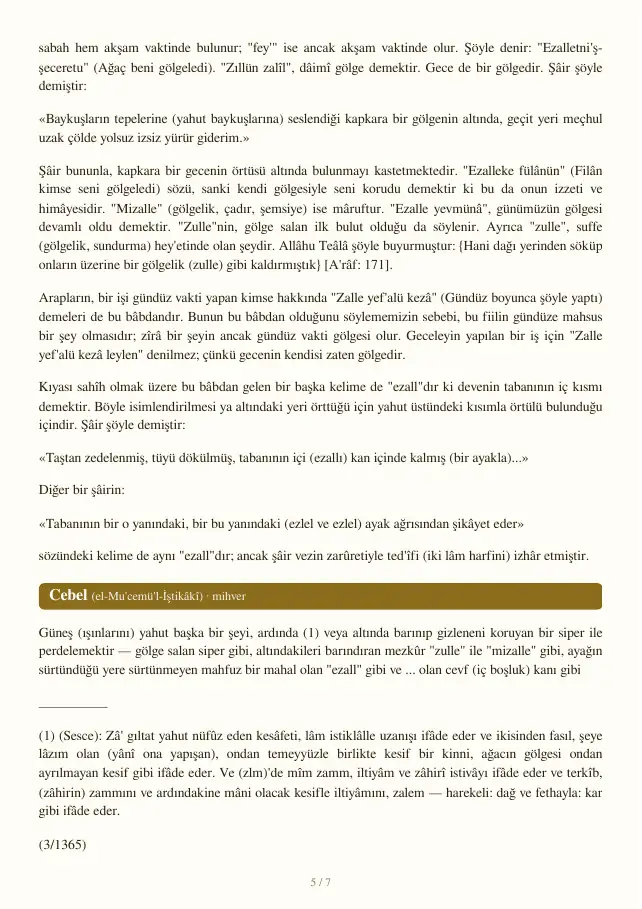 sabah hem akşam vaktinde bulunur; "fey'" ise ancak akşam vaktinde olur. Şöyle denir: "Ezalletni'ş-
şeceretu" (Ağaç beni gölgeledi). "Zıllün zalîl", dâimî gölge demektir. Gece de bir gölgedir. Şâir şöyle
demiştir:
«Baykuşların tepelerine (yahut baykuşlarına) seslendiği kapkara bir gölgenin altında, geçit yeri meçhul
uzak çölde yolsuz izsiz yürür giderim.»
Şâir bununla, kapkara bir gecenin örtüsü altında bulunmayı kastetmektedir. "Ezalleke fülânün" (Filân
kimse seni gölgeledi) sözü, sanki kendi gölgesiyle seni korudu demektir ki bu da onun izzeti ve
himâyesidir. "Mizalle" (gölgelik, çadır, şemsiye) ise mâruftur. "Ezalle yevmünâ", günümüzün gölgesi
devamlı oldu demektir. "Zulle"nin, gölge salan ilk bulut olduğu da söylenir. Ayrıca "zulle", suffe
(gölgelik, sundurma) hey'etinde olan şeydir. Allâhu Teâlâ şöyle buyurmuştur: {Hani dağı yerinden söküp
onların üzerine bir gölgelik (zulle) gibi kaldırmıştık} [A'râf: 171].
Arapların, bir işi gündüz vakti yapan kimse hakkında "Zalle yef'alü kezâ" (Gündüz boyunca şöyle yaptı)
demeleri de bu bâbdandır. Bunun bu bâbdan olduğunu söylememizin sebebi, bu fiilin gündüze mahsus
bir şey olmasıdır; zîrâ bir şeyin ancak gündüz vakti gölgesi olur. Geceleyin yapılan bir iş için "Zalle
yef'alü kezâ leylen" denilmez; çünkü gecenin kendisi zaten gölgedir.
Kıyası sahîh olmak üzere bu bâbdan gelen bir başka kelime de "ezall"dır ki devenin tabanının iç kısmı
demektir. Böyle isimlendirilmesi ya altındaki yeri örttüğü için yahut üstündeki kısımla örtülü bulunduğu
içindir. Şâir şöyle demiştir:
«Taştan zedelenmiş, tüyü dökülmüş, tabanının içi (ezallı) kan içinde kalmış (bir ayakla)...»
Diğer bir şâirin:
«Tabanının bir o yanındaki, bir bu yanındaki (ezlel ve ezlel) ayak ağrısından şikâyet eder»
sözündeki kelime de aynı "ezall"dır; ancak şâir vezin zarûretiyle ted'îfi (iki lâm harfini) izhâr etmiştir.
Cebel (el-Mu'cemü'l-İştikâkî) · mihver
Güneş (ışınlarını) yahut başka bir şeyi, ardında (1) veya altında barınıp gizleneni koruyan bir siper ile
perdelemektir — gölge salan siper gibi, altındakileri barındıran mezkûr "zulle" ile "mizalle" gibi, ayağın
sürtündüğü yere sürtünmeyen mahfuz bir mahal olan "ezall" gibi ve ... olan cevf (iç boşluk) kanı gibi
(1) (Sesce): Zâ' gıltat yahut nüfûz eden kesâfeti, lâm istiklâlle uzanışı ifâde eder ve ikisinden fasıl, şeye
lâzım olan (yânî ona yapışan), ondan temeyyüzle birlikte kesif bir kinni, ağacın gölgesi ondan
ayrılmayan kesif gibi ifâde eder. Ve (zlm)'de mîm zamm, iltiyâm ve zâhirî istivâyı ifâde eder ve terkîb,
(zâhirin) zammını ve ardındakine mâni olacak kesifle iltiyâmını, zalem — harekeli: dağ ve fethayla: kar
gibi ifâde eder.
(3/1365)
5 / 7